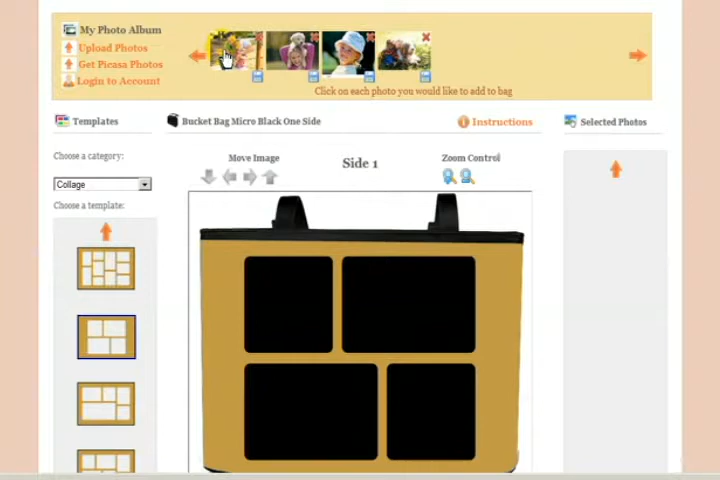 My Photo Album
Upload Photos
Get Picasa Photos
Login to Account
Click on each photo you would like to add to bag
Templates
Bucket Bag Micro Black One Side
Instructions
Selected Photos
Choose a category:
Move Image
Side 1
Zoom Control
Collage
Choose a template: